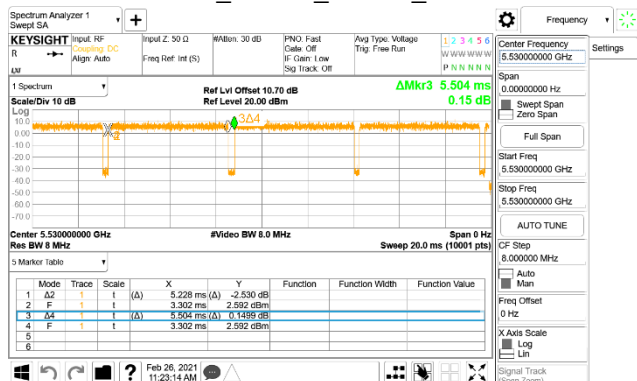 Spectrum Analyzer 1
Swept SA
+
Frequency
KEYSIGHT
R
Input: RF
Coupling: DC
Align: Auto
Input Z: 50 Ω
Freq Ref: Int (S)
#Atten: 30 dB
PNO: Fast
Gate: Off
IF Gain: Low
Sig Track: Off
Avg Type: Voltage
Trig: Free Run
1 2 3 4 5 6
W W W W W W
P N N N N N
Center Frequency
5.530000000 GHz
Settings
1 Spectrum
Scale/Div 10 dB
Ref Lvl Offset 10.70 dB
Ref Level 20.00 dBm
ΔMkr3 5.504 ms
0.15 dB
Span
0.00000000 Hz
Swept Span
Zero Span
Log
10.0
0.00
-10.0
-20.0
-30.0
-40.0
-50.0
-60.0
-70.0
3Δ4
Full Span
Start Freq
5.530000000 GHz
Stop Freq
5.530000000 GHz
AUTO TUNE
Center 5.530000000 GHz
Res BW 8 MHz
#Video BW 8.0 MHz
Span 0 Hz
Sweep 20.0 ms (10001 pts)
CF Step
8.000000 MHz
Auto
Man
5 Marker Table
Mode Trace Scale X Y Function Function Width Function Value
1 Δ2 1 t (Δ) 5.228 ms (Δ) -2.530 dB
2 F 1 t 3.302 ms 2.592 dBm
3 Δ4 1 t (Δ) 5.504 ms (Δ) 0.1499 dB
4 F 1 t 3.302 ms 2.592 dBm
5
6
Freq Offset
0 Hz
X Axis Scale
Log
Lin
Signal Track
(Span Zoom)
?
Feb 26, 2021
11:23:14 AM